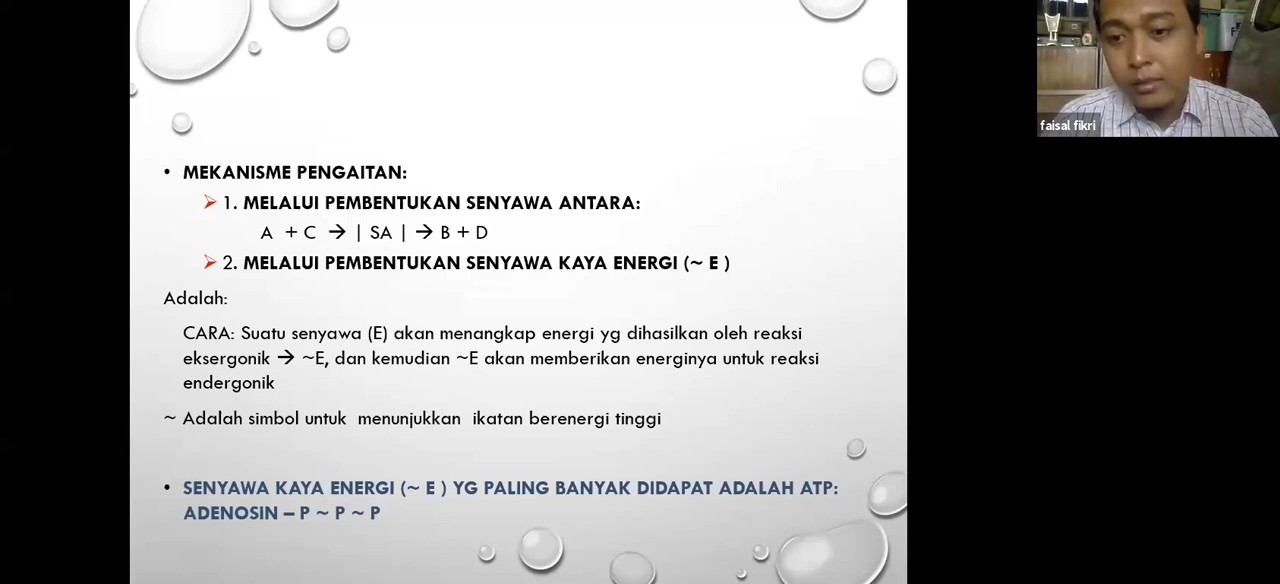 faisal fikri
• MEKANISME PENGAITAN:
➢ 1. MELALUI PEMBENTUKAN SENYAWA ANTARA:
A + C → | SA | → B + D
➢ 2. MELALUI PEMBENTUKAN SENYAWA KAYA ENERGI (~ E )
Adalah:
CARA: Suatu senyawa (E) akan menangkap energi yg dihasilkan oleh reaksi
eksergonik → ~E, dan kemudian ~E akan memberikan energinya untuk reaksi
endergonik
~ Adalah simbol untuk menunjukkan ikatan berenergi tinggi
• SENYAWA KAYA ENERGI (~ E ) YG PALING BANYAK DIDAPAT ADALAH ATP:
ADENOSIN – P ~ P ~ P